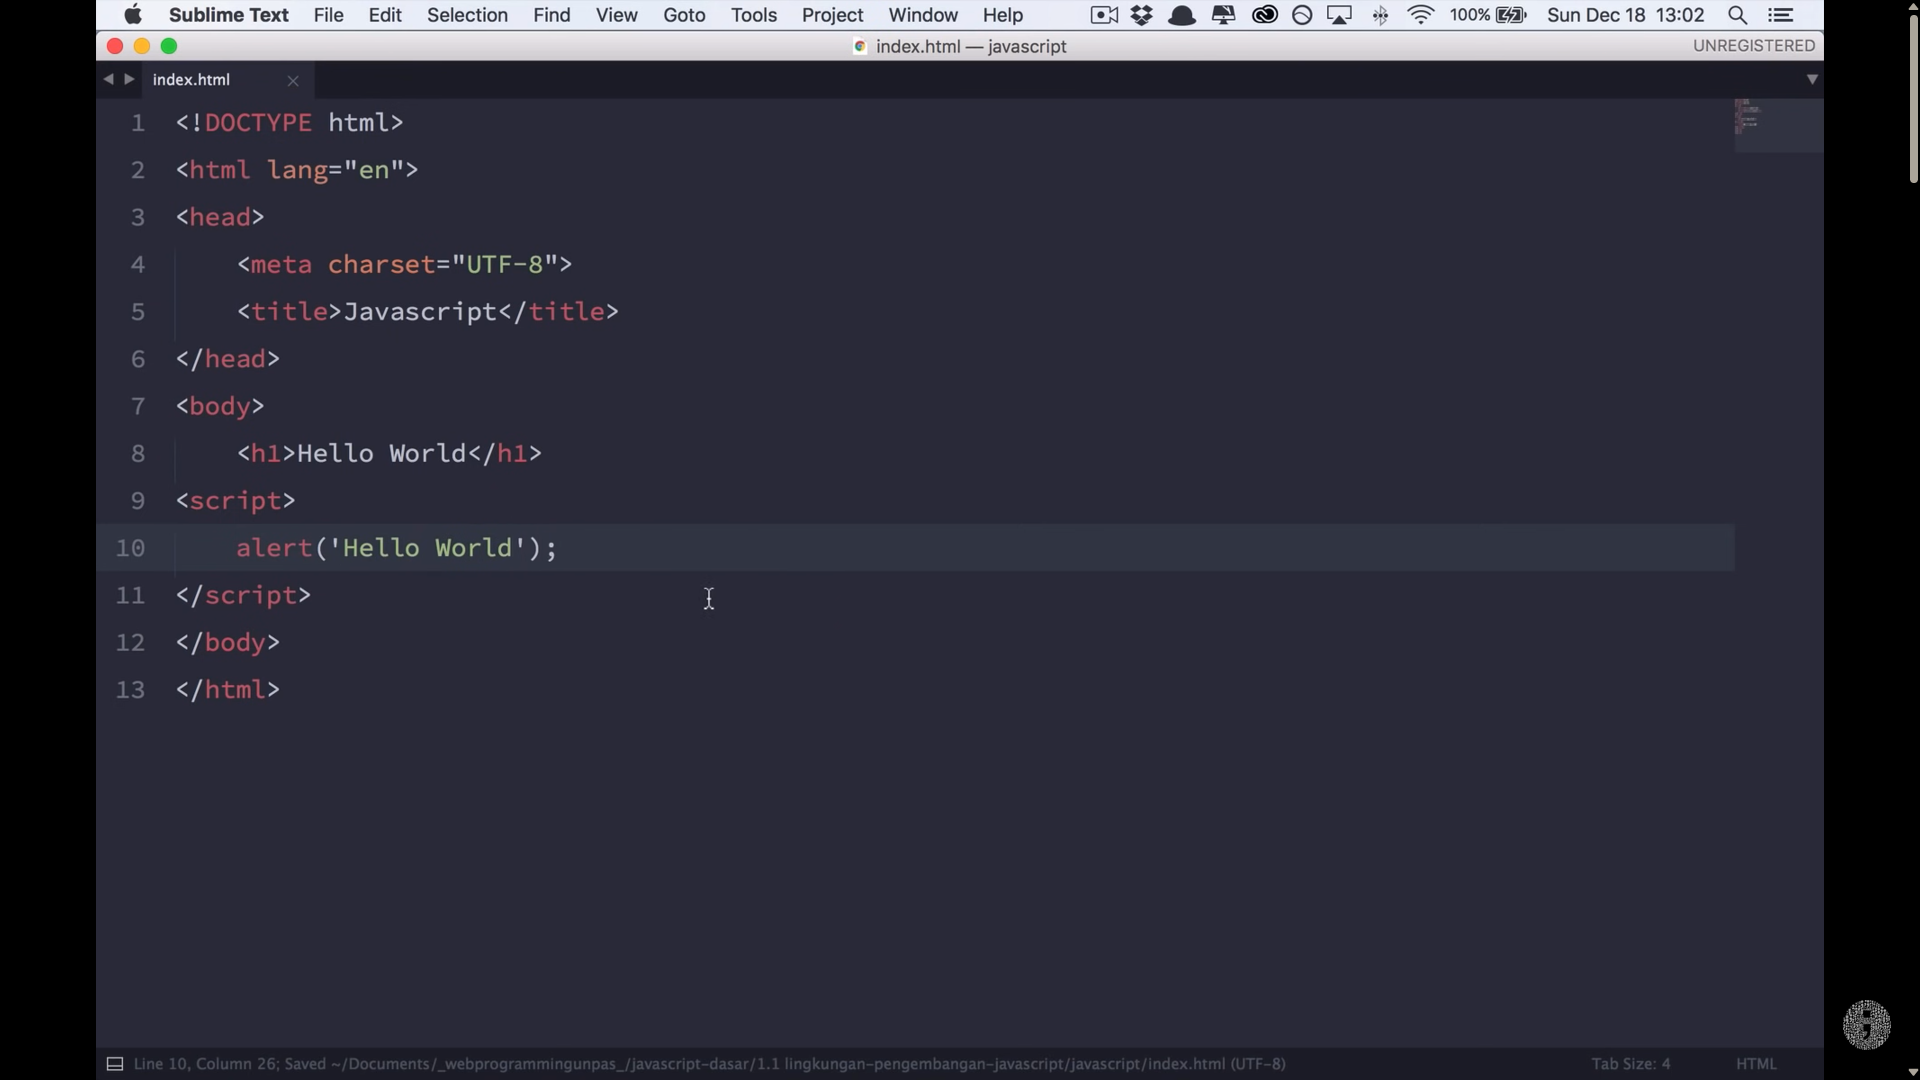 Sublime Text File Edit Selection Find View Goto Tools Project Window Help 100% Sun Dec 18 13:02
index.html — javascript UNREGISTERED
index.html
1 <!DOCTYPE html>
2 <html lang="en">
3 <head>
4 <meta charset="UTF-8">
5 <title>Javascript</title>
6 </head>
7 <body>
8 <h1>Hello World</h1>
9 <script>
10 alert('Hello World');
11 </script>
12 </body>
13 </html>
Line 10, Column 26; Saved ~/Documents/_webprogrammingunpas_/javascript-dasar/1.1 lingkungan-pengembangan-javascript/javascript/index.html (UTF-8) Tab Size: 4 HTML